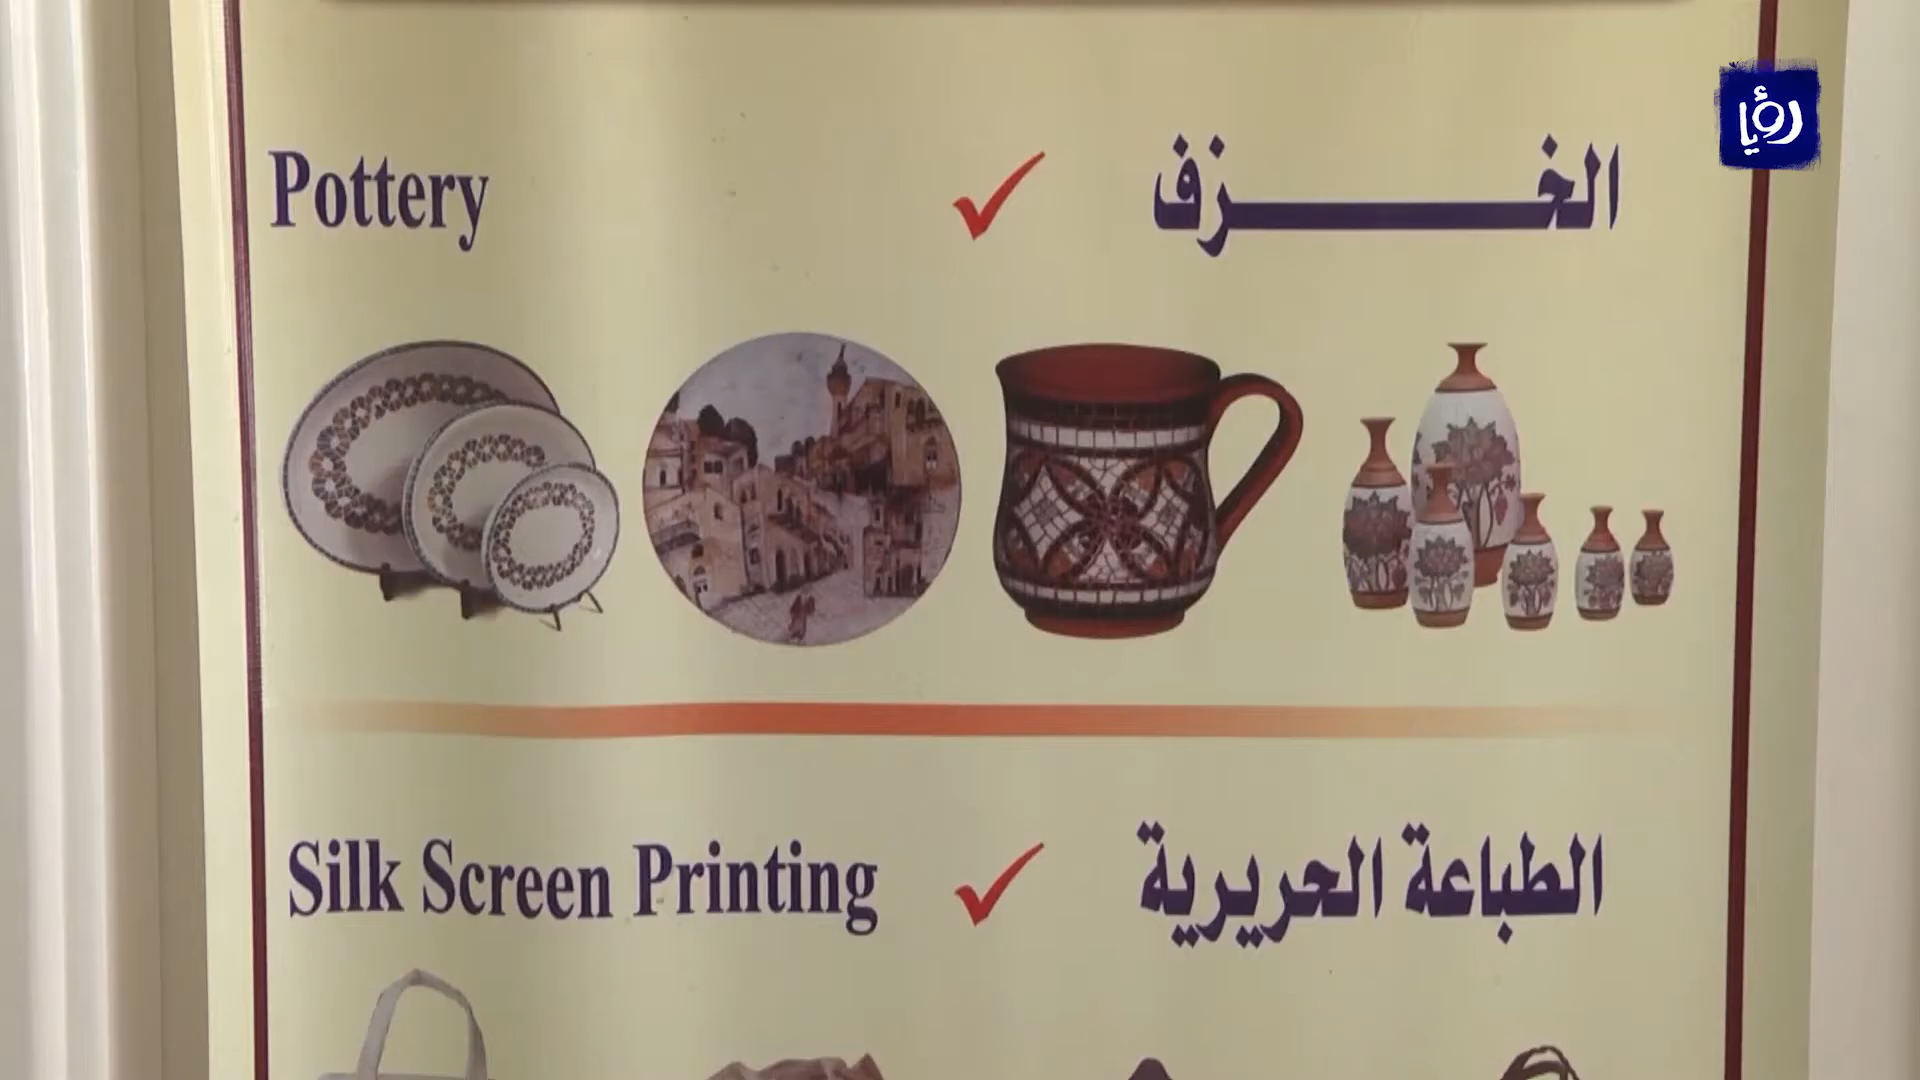 رؤيا
Pottery ✓ الخزف
Silk Screen Printing ✓ الطباعة الحريرية